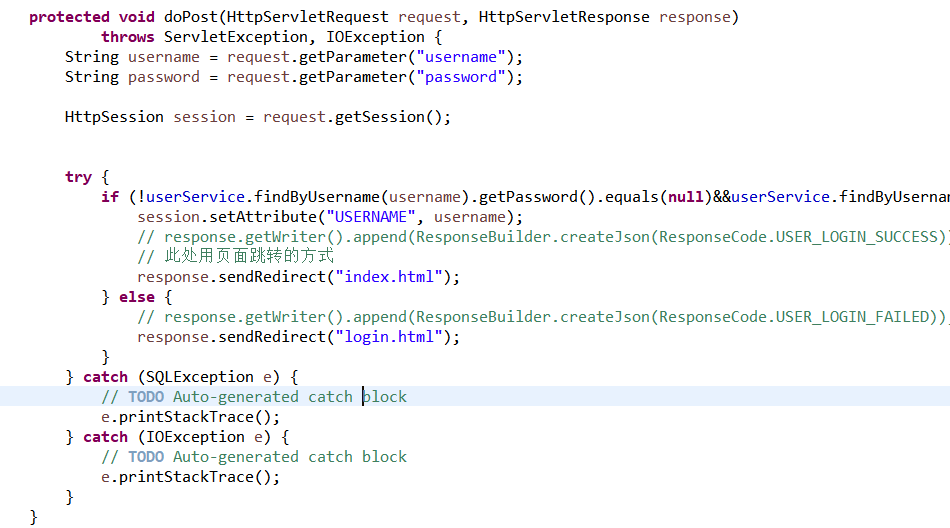 protected void doPost(HttpServletRequest request, HttpServletResponse response)
        throws ServletException, IOException {
    String username = request.getParameter("username");
    String password = request.getParameter("password");

    HttpSession session = request.getSession();


    try {
        if (!userService.findByUsername(username).getPassword().equals(null)&&userService.findByUserna
            session.setAttribute("USERNAME", username);
            // response.getWriter().append(ResponseBuilder.createJson(ResponseCode.USER_LOGIN_SUCCESS)
            // 此处用页面跳转的方式
            response.sendRedirect("index.html");
        } else {
            // response.getWriter().append(ResponseBuilder.createJson(ResponseCode.USER_LOGIN_FAILED));
            response.sendRedirect("login.html");
        }
    } catch (SQLException e) {
        // TODO Auto-generated catch block
        e.printStackTrace();
    } catch (IOException e) {
        // TODO Auto-generated catch block
        e.printStackTrace();
    }
}